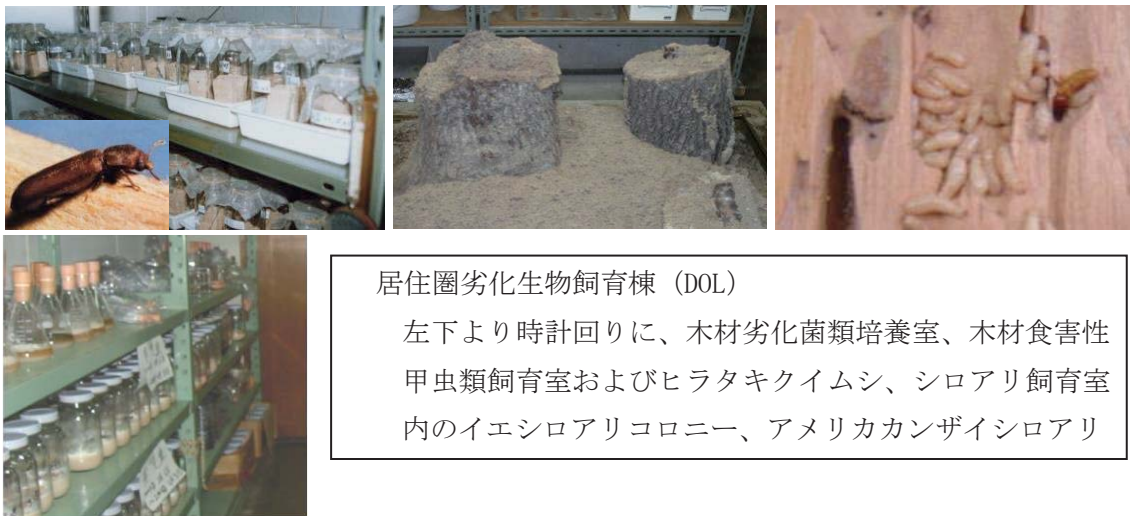 居住圏劣化生物飼育棟 (DOL)
左下より時計回りに、木材劣化菌類培養室、木材食害性
甲虫類飼育室およびヒラタキクイムシ、シロアリ飼育室
内のイエシロアリコロニー、アメリカカンザイシロアリ